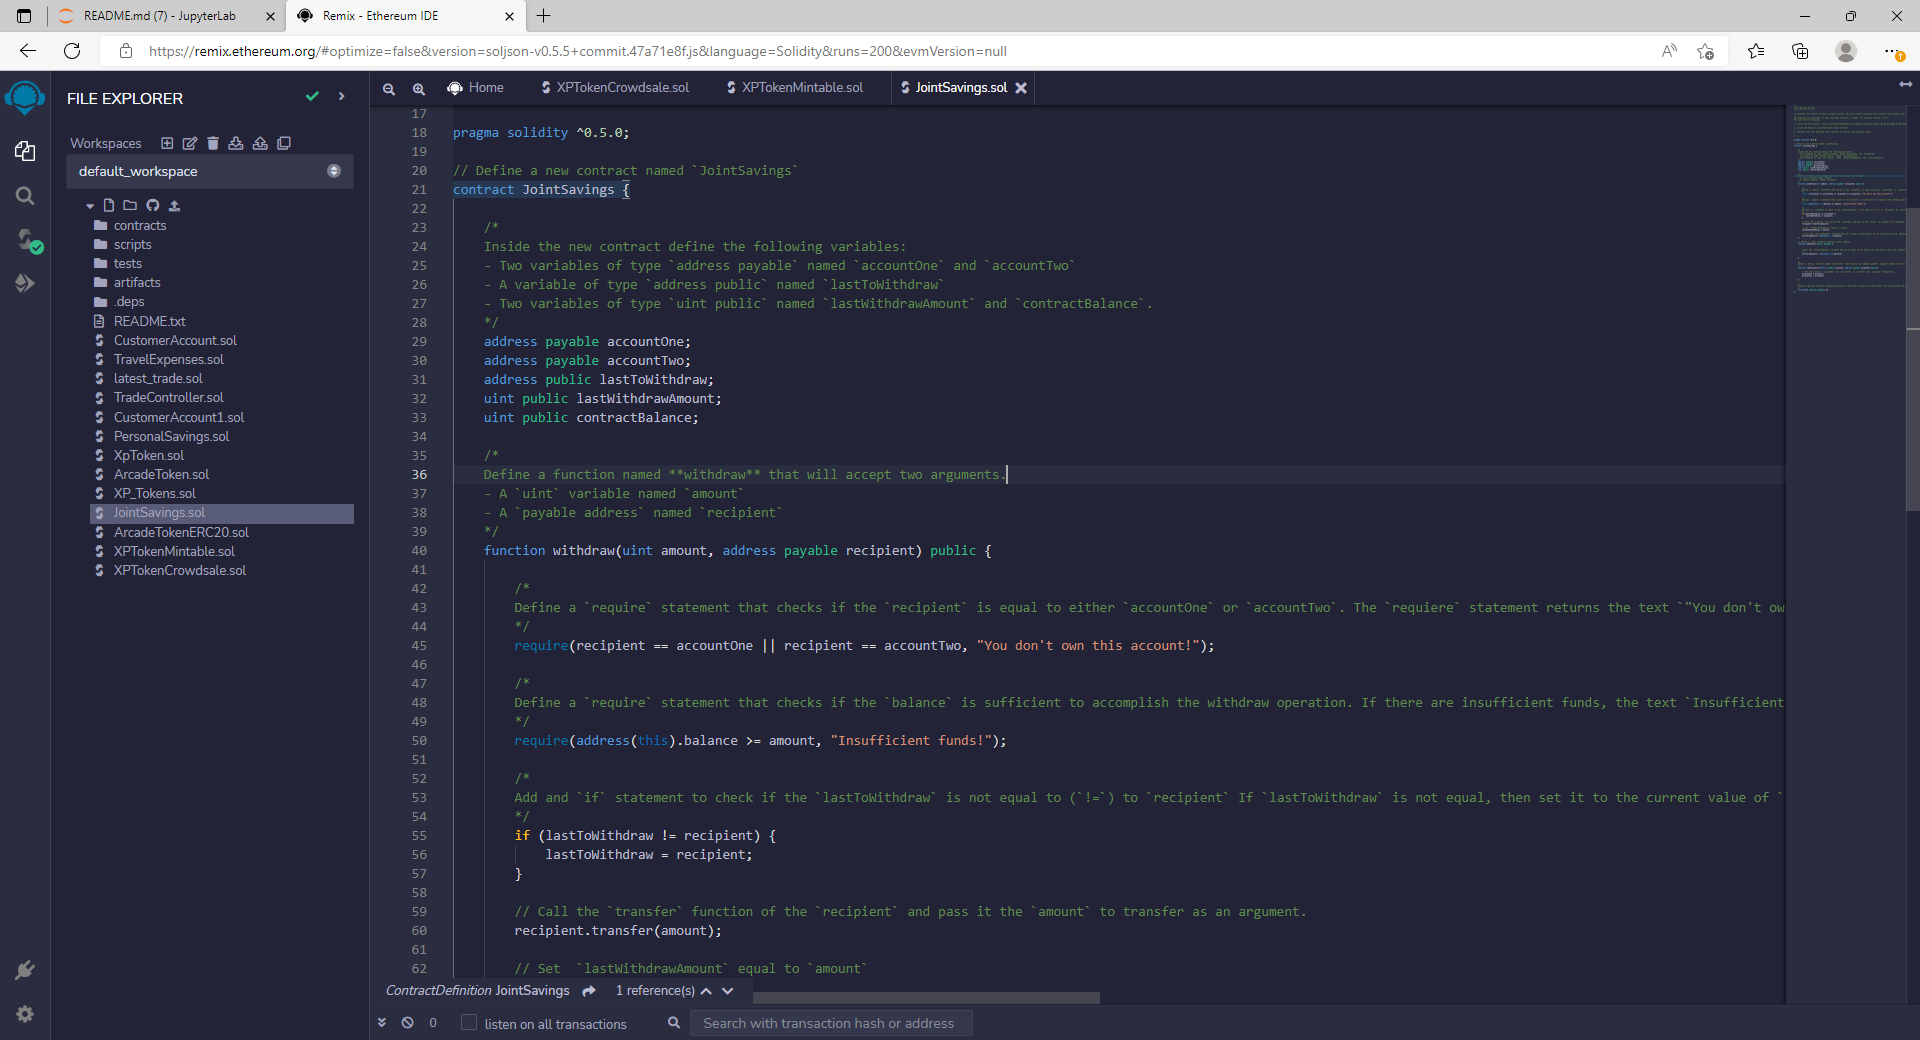 README.md (7) - JupyterLab
Remix - Ethereum IDE
https://remix.ethereum.org/#optimize=false&version=soljson-v0.5.5+commit.47a71e8f.js&language=Solidity&runs=200&evmVersion=null
FILE EXPLORER
Workspaces
default_workspace
contracts
scripts
tests
artifacts
.deps
README.txt
CustomerAccount.sol
TravelExpenses.sol
latest_trade.sol
TradeController.sol
CustomerAccount1.sol
PersonalSavings.sol
XpToken.sol
ArcadeToken.sol
XP_Tokens.sol
JointSavings.sol
ArcadeTokenERC20.sol
XPTokenMintable.sol
XPTokenCrowdsale.sol
Home
XPTokenCrowdsale.sol
XPTokenMintable.sol
JointSavings.sol
17
18 pragma solidity ^0.5.0;
19
20 // Define a new contract named `JointSavings`
21 contract JointSavings {
22
23 /*
24 Inside the new contract define the following variables:
25 - Two variables of type `address payable` named `accountOne` and `accountTwo`
26 - A variable of type `address public` named `lastToWithdraw`
27 - Two variables of type `uint public` named `lastWithdrawAmount` and `contractBalance`.
28 */
29 address payable accountOne;
30 address payable accountTwo;
31 address public lastToWithdraw;
32 uint public lastWithdrawAmount;
33 uint public contractBalance;
34
35 /*
36 Define a function named **withdraw** that will accept two arguments.
37 - A `uint` variable named `amount`
38 - A `payable address` named `recipient`
39 */
40 function withdraw(uint amount, address payable recipient) public {
41
42 /*
43 Define a `require` statement that checks if the `recipient` is equal to either `accountOne` or `accountTwo`. The `requiere` statement returns the text `"You don't ow
44 */
45 require(recipient == accountOne || recipient == accountTwo, "You don't own this account!");
46
47 /*
48 Define a `require` statement that checks if the `balance` is sufficient to accomplish the withdraw operation. If there are insufficient funds, the text `Insufficient
49 */
50 require(address(this).balance >= amount, "Insufficient funds!");
51
52 /*
53 Add and `if` statement to check if the `lastToWithdraw` is not equal to (`!=`) to `recipient` If `lastToWithdraw` is not equal, then set it to the current value of `
54 */
55 if (lastToWithdraw != recipient) {
56 lastToWithdraw = recipient;
57 }
58
59 // Call the `transfer` function of the `recipient` and pass it the `amount` to transfer as an argument.
60 recipient.transfer(amount);
61
62 // Set  `lastWithdrawAmount` equal to `amount`
ContractDefinition JointSavings 1 reference(s)
0 listen on all transactions Search with transaction hash or address